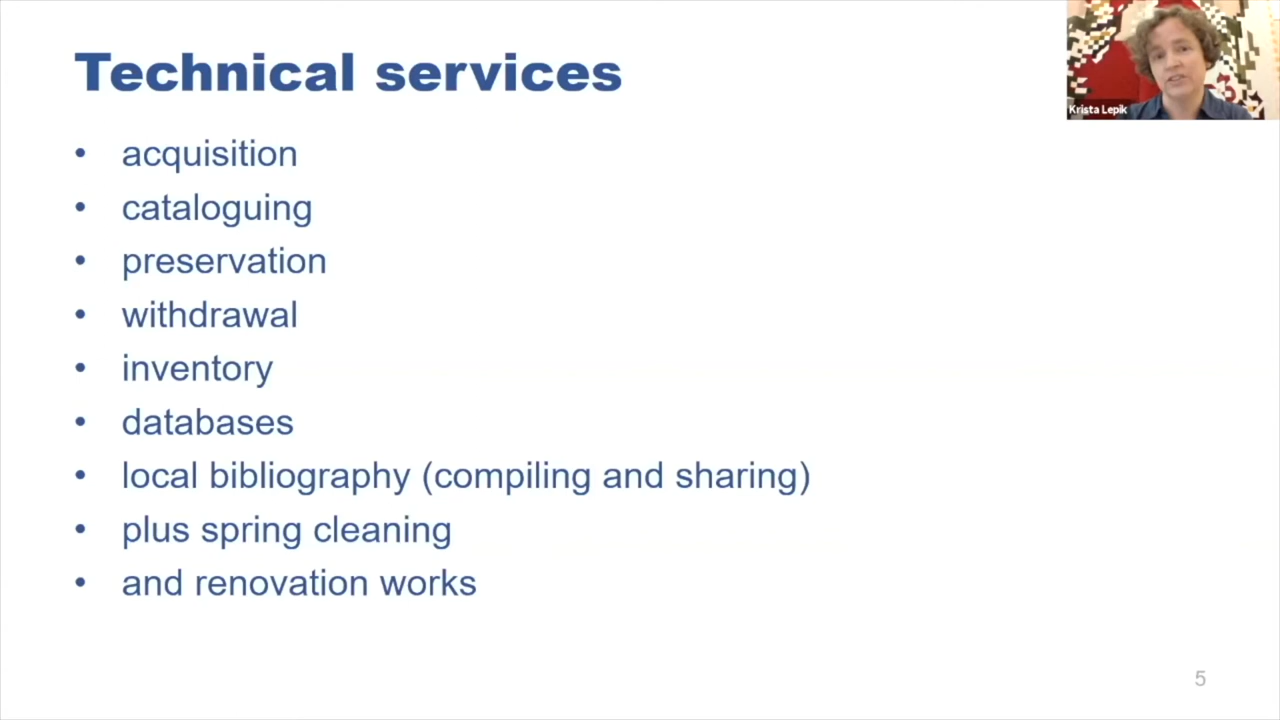 Technical services
Krista Lepik
• acquisition
• cataloguing
• preservation
• withdrawal
• inventory
• databases
• local bibliography (compiling and sharing)
• plus spring cleaning
• and renovation works
5